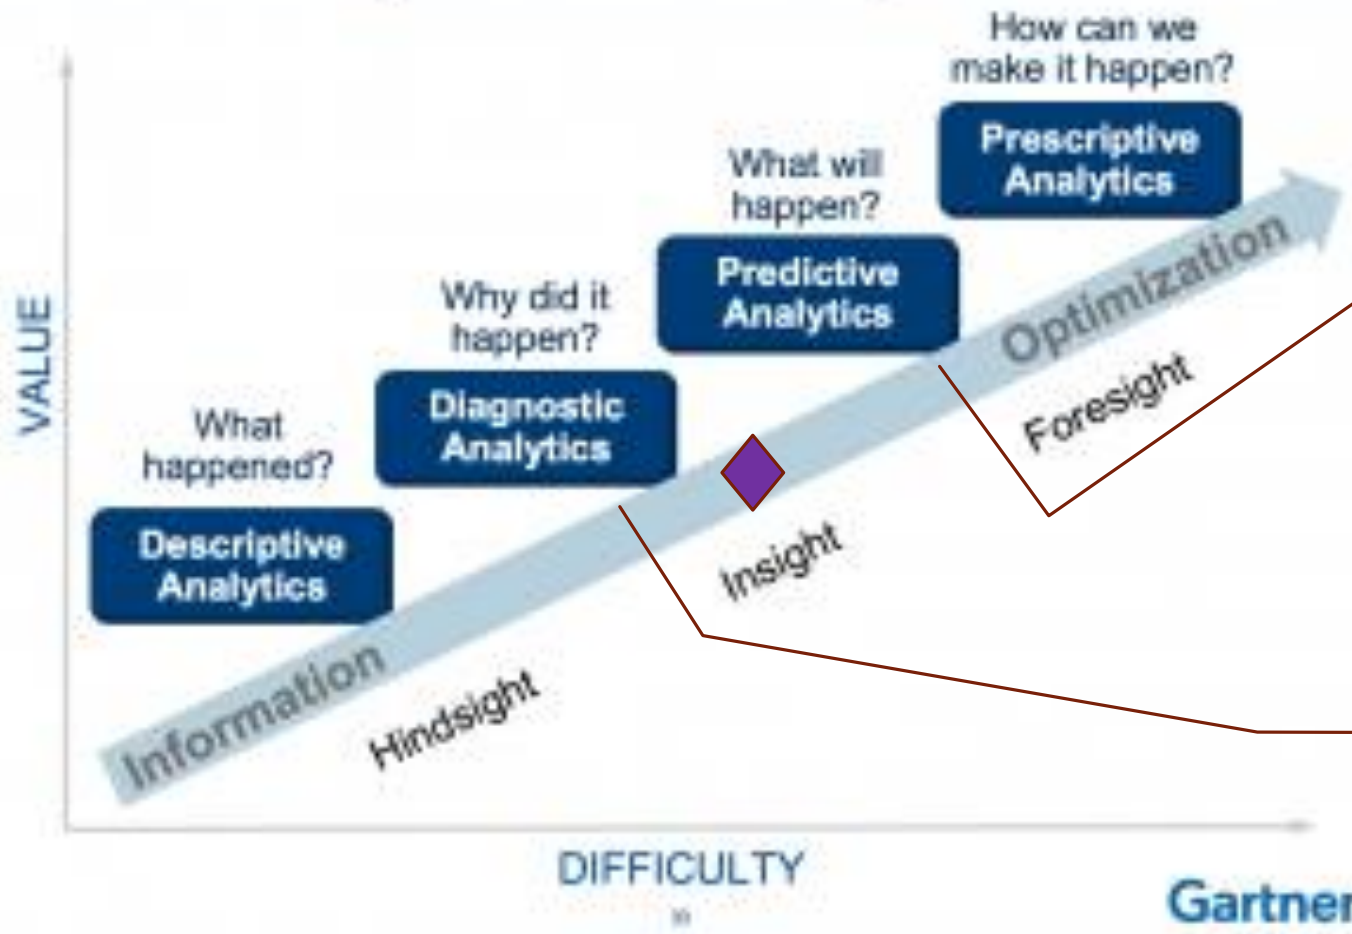 How can we
make it happen?
Prescriptive
Analytics
What will
happen?
Predictive
Analytics
Why did it
happen?
Diagnostic
Analytics
What
happened?
Descriptive
Analytics
VALUE
Information
Optimization
Hindsight
Insight
Foresight
DIFFICULTY
Gartner